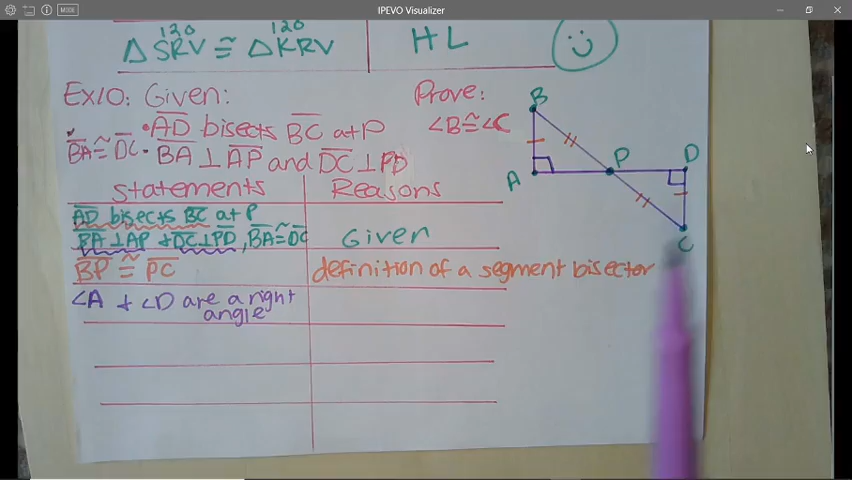 IPEVO Visualizer
MODE
120 120
△SRV ≅ △KRV
HL
EX10: Given:
Prove:
∠B≅∠C
• AD bisects BC at P
BA≅DC • BA ⊥ AP and DC ⊥ PD
Statements
Reasons
AD bisects BC at P
BA⊥AP + DC⊥PD, BA≅DC
Given
BP ≅ PC
definition of a segment bisector
∠A + ∠D are a right
angle
B
P
D
A
C